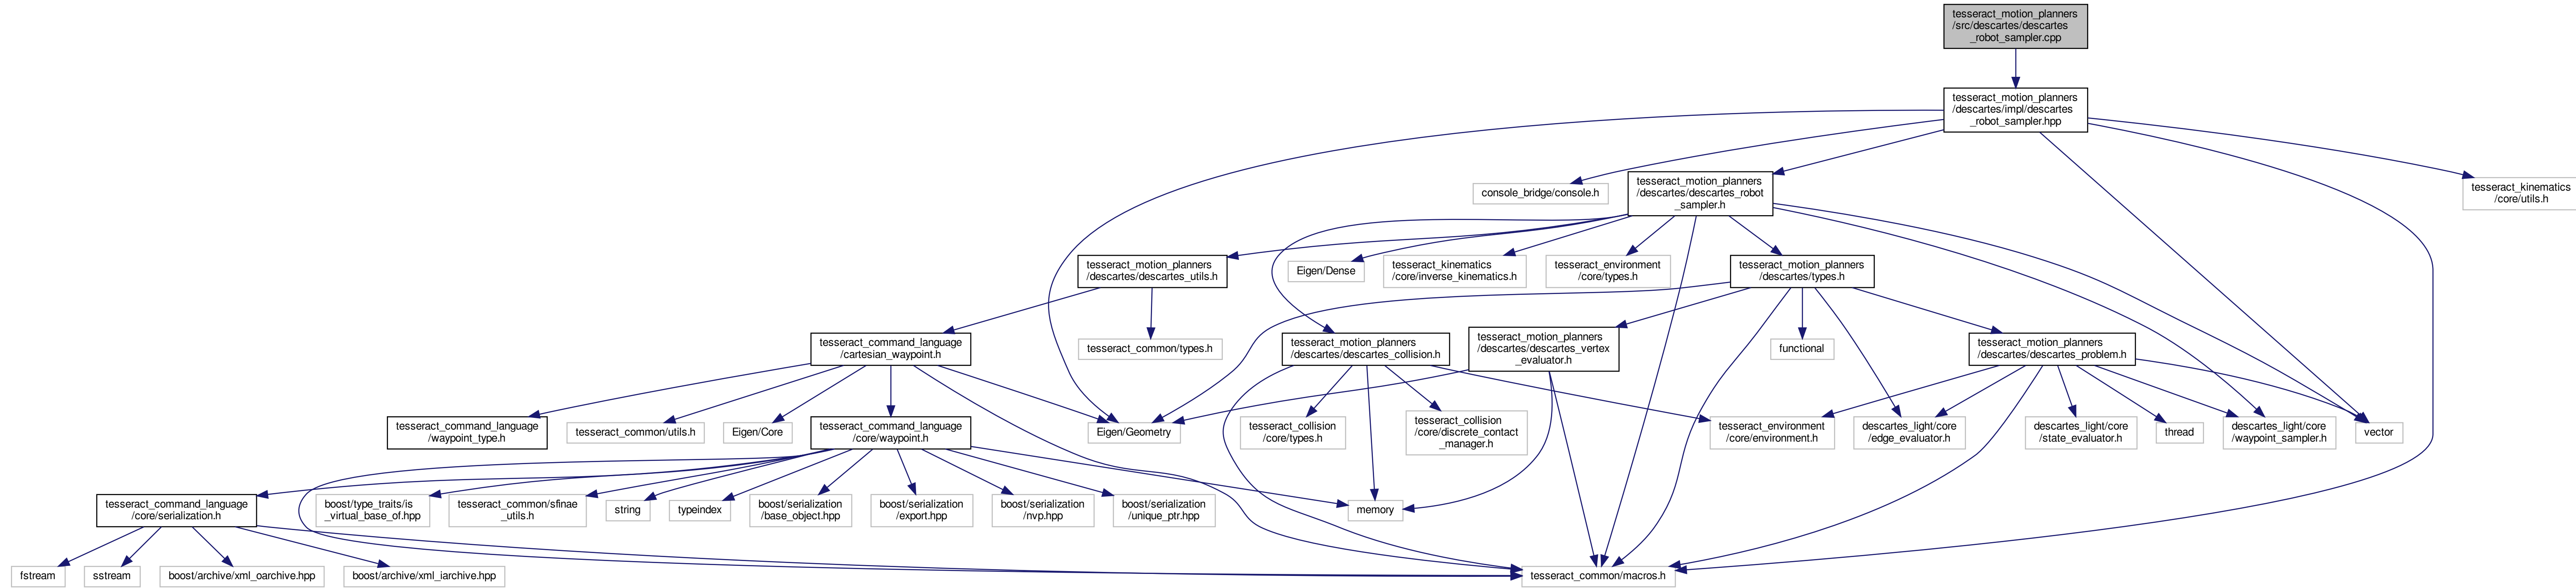 tesseract_motion_planners
/src/descartes/descartes
_robot_sampler.cpp
tesseract_motion_planners
/descartes/impl/descartes
_robot_sampler.hpp
console_bridge/console.h
tesseract_motion_planners
/descartes/descartes_robot
_sampler.h
tesseract_kinematics
/core/utils.h
tesseract_motion_planners
/descartes/descartes_utils.h
Eigen/Dense
tesseract_kinematics
/core/inverse_kinematics.h
tesseract_environment
/core/types.h
tesseract_motion_planners
/descartes/types.h
tesseract_command_language
/cartesian_waypoint.h
tesseract_common/types.h
tesseract_motion_planners
/descartes/descartes_collision.h
tesseract_motion_planners
/descartes/descartes_vertex
_evaluator.h
functional
tesseract_motion_planners
/descartes/descartes_problem.h
tesseract_command_language
/waypoint_type.h
tesseract_common/utils.h
Eigen/Core
tesseract_command_language
/core/waypoint.h
Eigen/Geometry
tesseract_collision
/core/types.h
tesseract_collision
/core/discrete_contact
_manager.h
tesseract_environment
/core/environment.h
descartes_light/core
/edge_evaluator.h
descartes_light/core
/state_evaluator.h
thread
descartes_light/core
/waypoint_sampler.h
vector
tesseract_command_language
/core/serialization.h
boost/type_traits/is
_virtual_base_of.hpp
tesseract_common/sfinae
_utils.h
string
typeindex
boost/serialization
/base_object.hpp
boost/serialization
/export.hpp
boost/serialization
/nvp.hpp
boost/serialization
/unique_ptr.hpp
memory
fstream
sstream
boost/archive/xml_oarchive.hpp
boost/archive/xml_iarchive.hpp
tesseract_common/macros.h